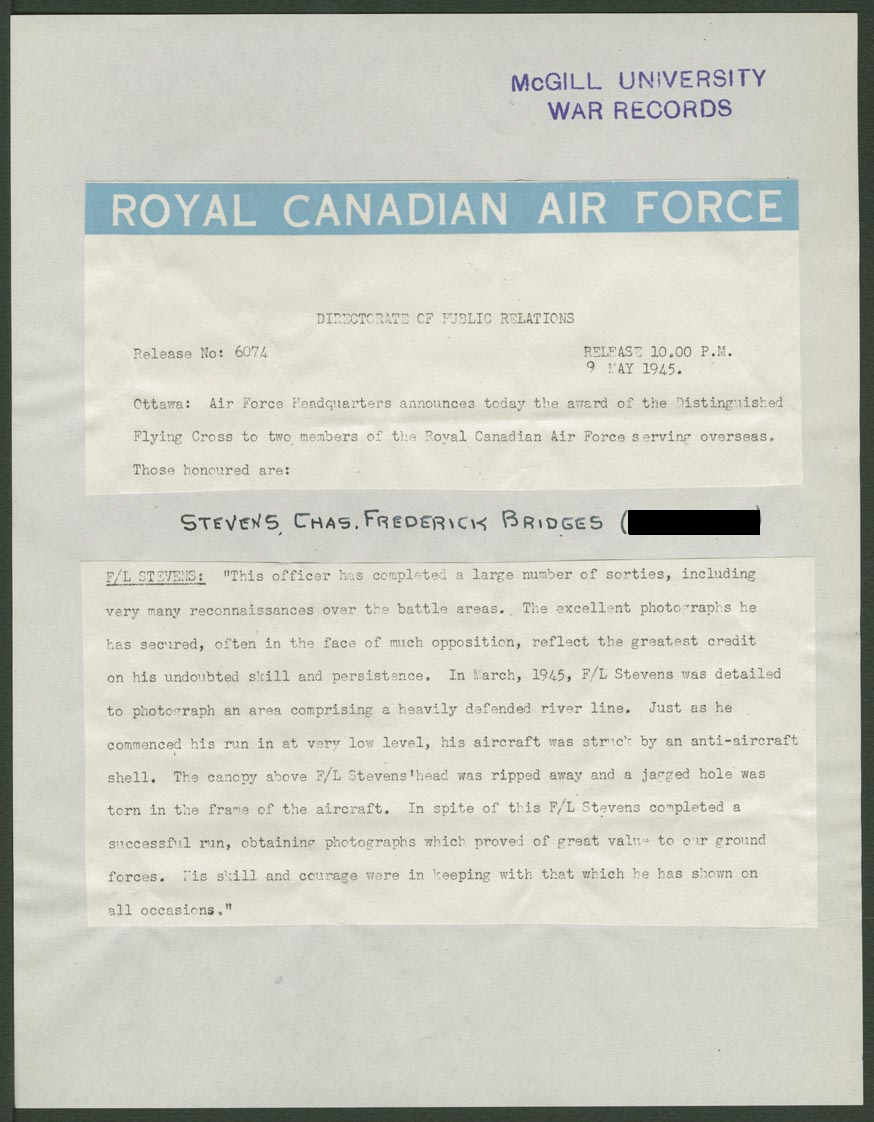 McGILL UNIVERSITY
WAR RECORDS
ROYAL CANADIAN AIR FORCE
DIRECTORATE OF PUBLIC RELATIONS
Release No: 6074
RELEASE 10.00 P.M.
9 MAY 1945.
Ottawa: Air Force Headquarters announces today the award of the Distinguished
Flying Cross to two members of the Royal Canadian Air Force serving overseas.
Those honoured are:
STEVENS, CHAS. FREDERICK BRIDGES ( )
F/L STEVENS: "This officer has completed a large number of sorties, including
very many reconnaissances over the battle areas. The excellent photographs he
has secured, often in the face of much opposition, reflect the greatest credit
on his undoubted skill and persistence. In March, 1945, F/L Stevens was detailed
to photograph an area comprising a heavily defended river line. Just as he
commenced his run in at very low level, his aircraft was struck by an anti-aircraft
shell. The canopy above F/L Stevens'head was ripped away and a jagged hole was
torn in the frame of the aircraft. In spite of this F/L Stevens completed a
successful run, obtaining photographs which proved of great value to our ground
forces. His skill and courage were in keeping with that which he has shown on
all occasions."